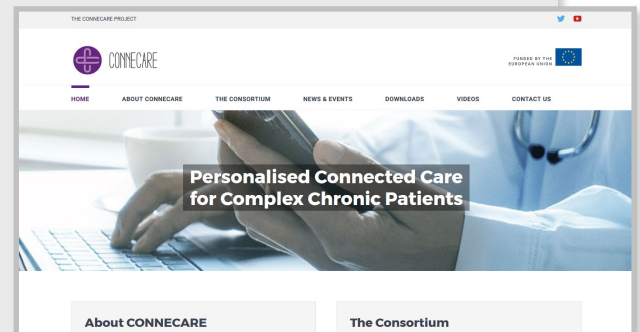 THE CONNECARE PROJECT
CONNECARE
FUNDED BY THE
EUROPEAN UNION
HOME
ABOUT CONNECARE
THE CONSORTIUM
NEWS & EVENTS
DOWNLOADS
VIDEOS
CONTACT US
Personalised Connected Care
for Complex Chronic Patients
About CONNECARE
The Consortium